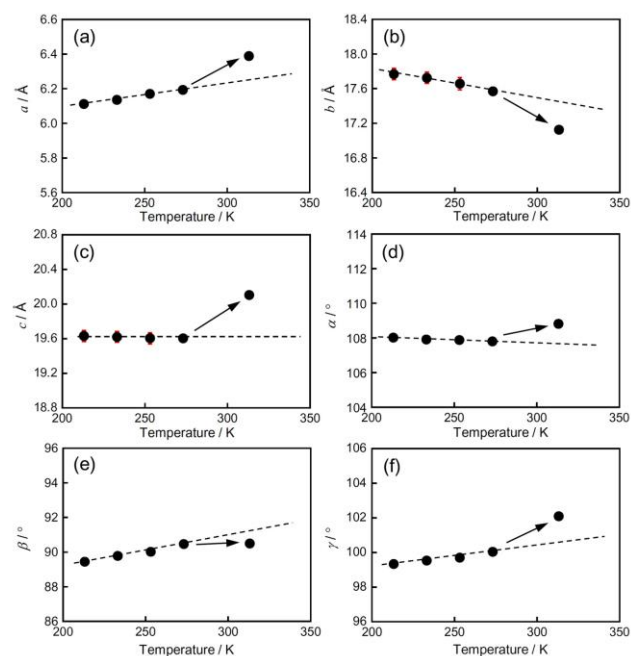 (a)
6.6
6.4
6.2
6.0
5.8
5.6
a / Å
200 250 300 350
Temperature / K
(b)
18.4
18.0
17.6
17.2
16.8
16.4
b / Å
200 250 300 350
Temperature / K
(c)
20.8
20.4
20.0
19.6
19.2
18.8
c / Å
200 250 300 350
Temperature / K
(d)
114
112
110
108
106
104
α / °
200 250 300 350
Temperature / K
(e)
96
94
92
90
88
86
β / °
200 250 300 350
Temperature / K
(f)
106
104
102
100
98
96
γ / °
200 250 300 350
Temperature / K